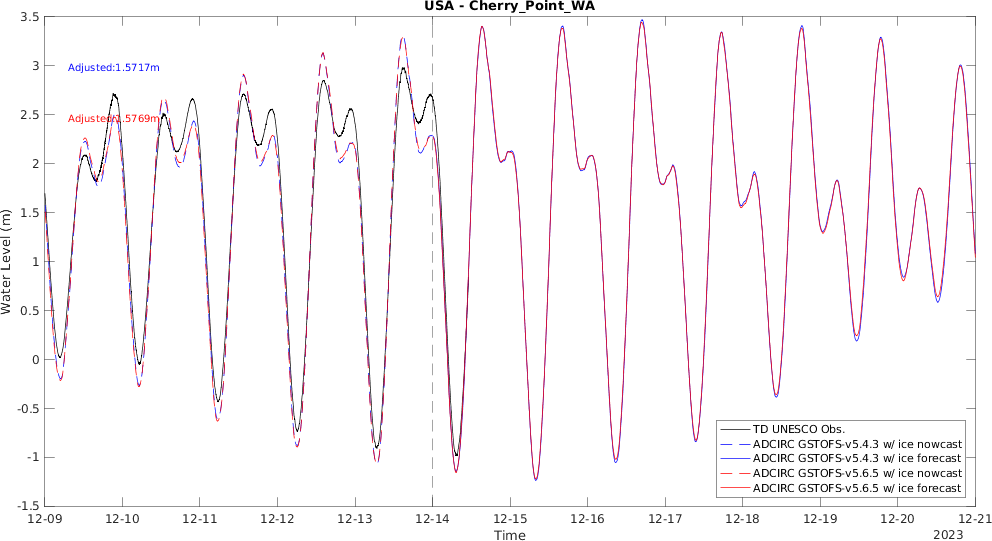 USA - Cherry_Point_WA
3.5
3
2.5
2
1.5
1
0.5
0
-0.5
-1
-1.5
Water Level (m)
Adjusted:1.5717m
Adjusted:1.5769m
TD UNESCO Obs.
ADCIRC GSTOFS-v5.4.3 w/ ice nowcast
ADCIRC GSTOFS-v5.4.3 w/ ice forecast
ADCIRC GSTOFS-v5.6.5 w/ ice nowcast
ADCIRC GSTOFS-v5.6.5 w/ ice forecast
12-09 12-10 12-11 12-12 12-13 12-14 12-15 12-16 12-17 12-18 12-19 12-20 12-21
Time
2023